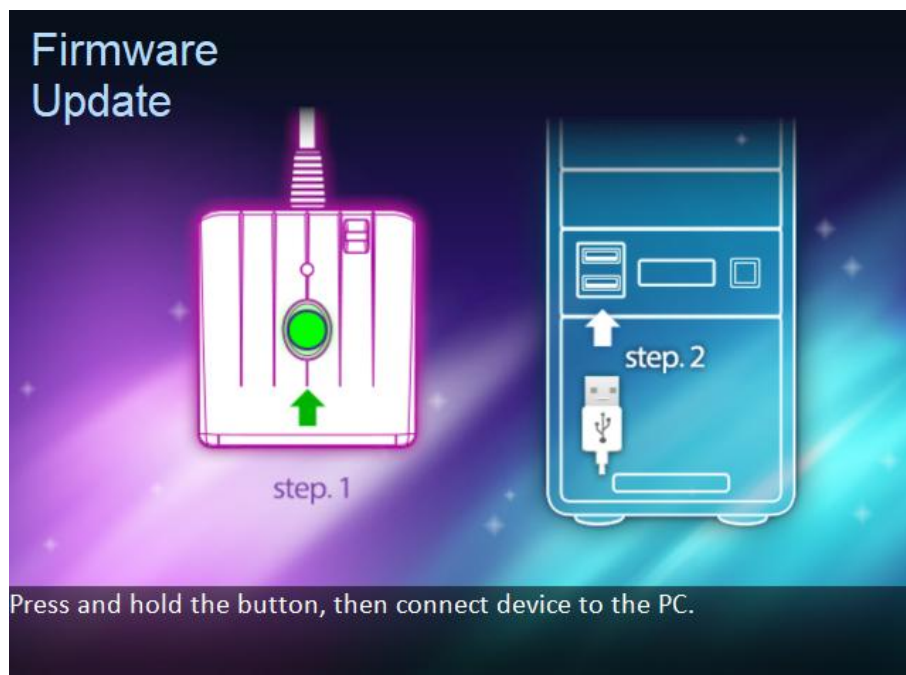 Firmware
Update
step. 1
step. 2
Press and hold the button, then connect device to the PC.